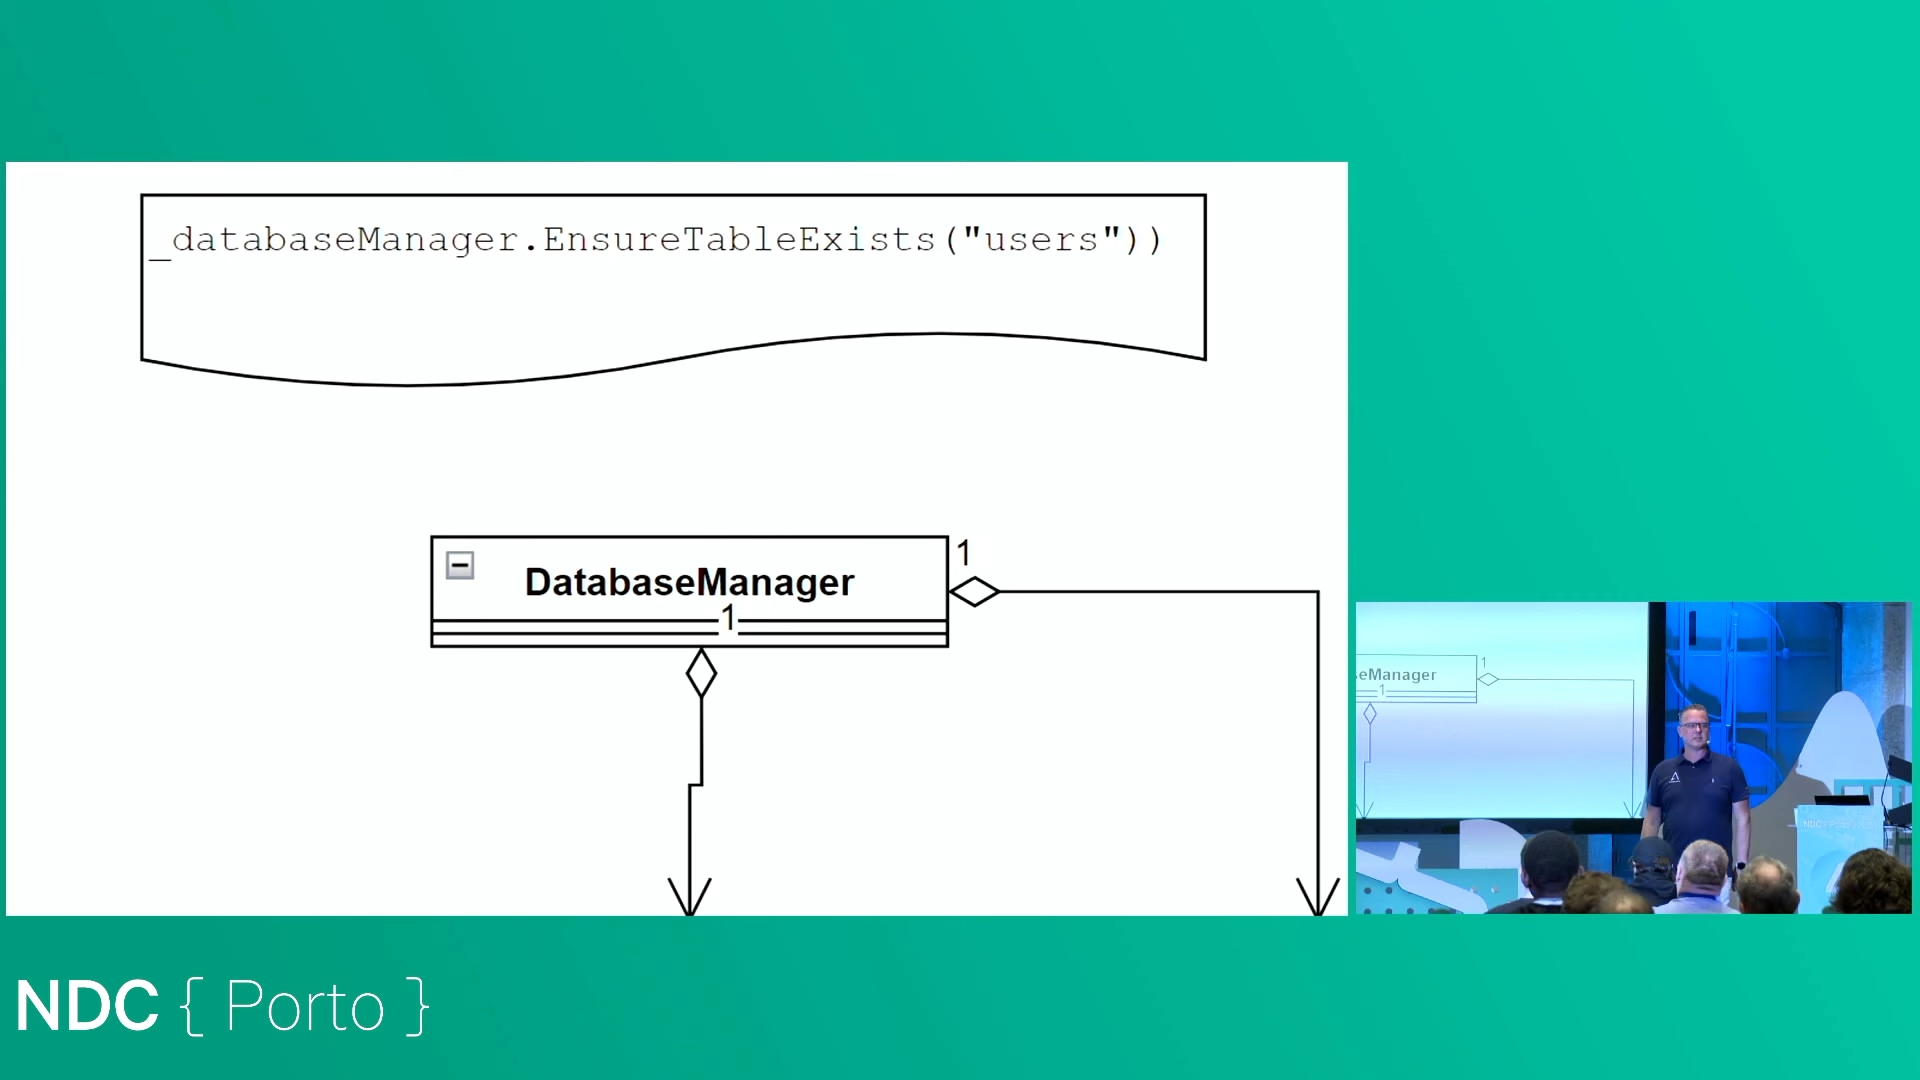 _databaseManager.EnsureTableExists("users"))
DatabaseManager
1
1
eManager
1
1
NDC { Porto }